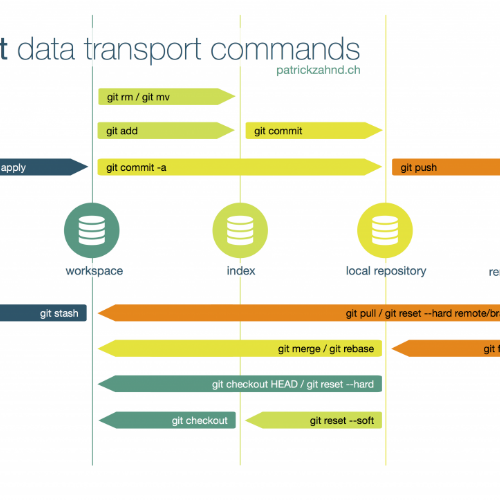 t data transport commands
patrickzahnd.ch
git rm / git mv
git add
git commit
apply
git commit -a
git push
workspace
index
local repository
re
git stash
git pull / git reset --hard remote/br
git merge / git rebase
git f
git checkout HEAD / git reset --hard
git checkout
git reset --soft